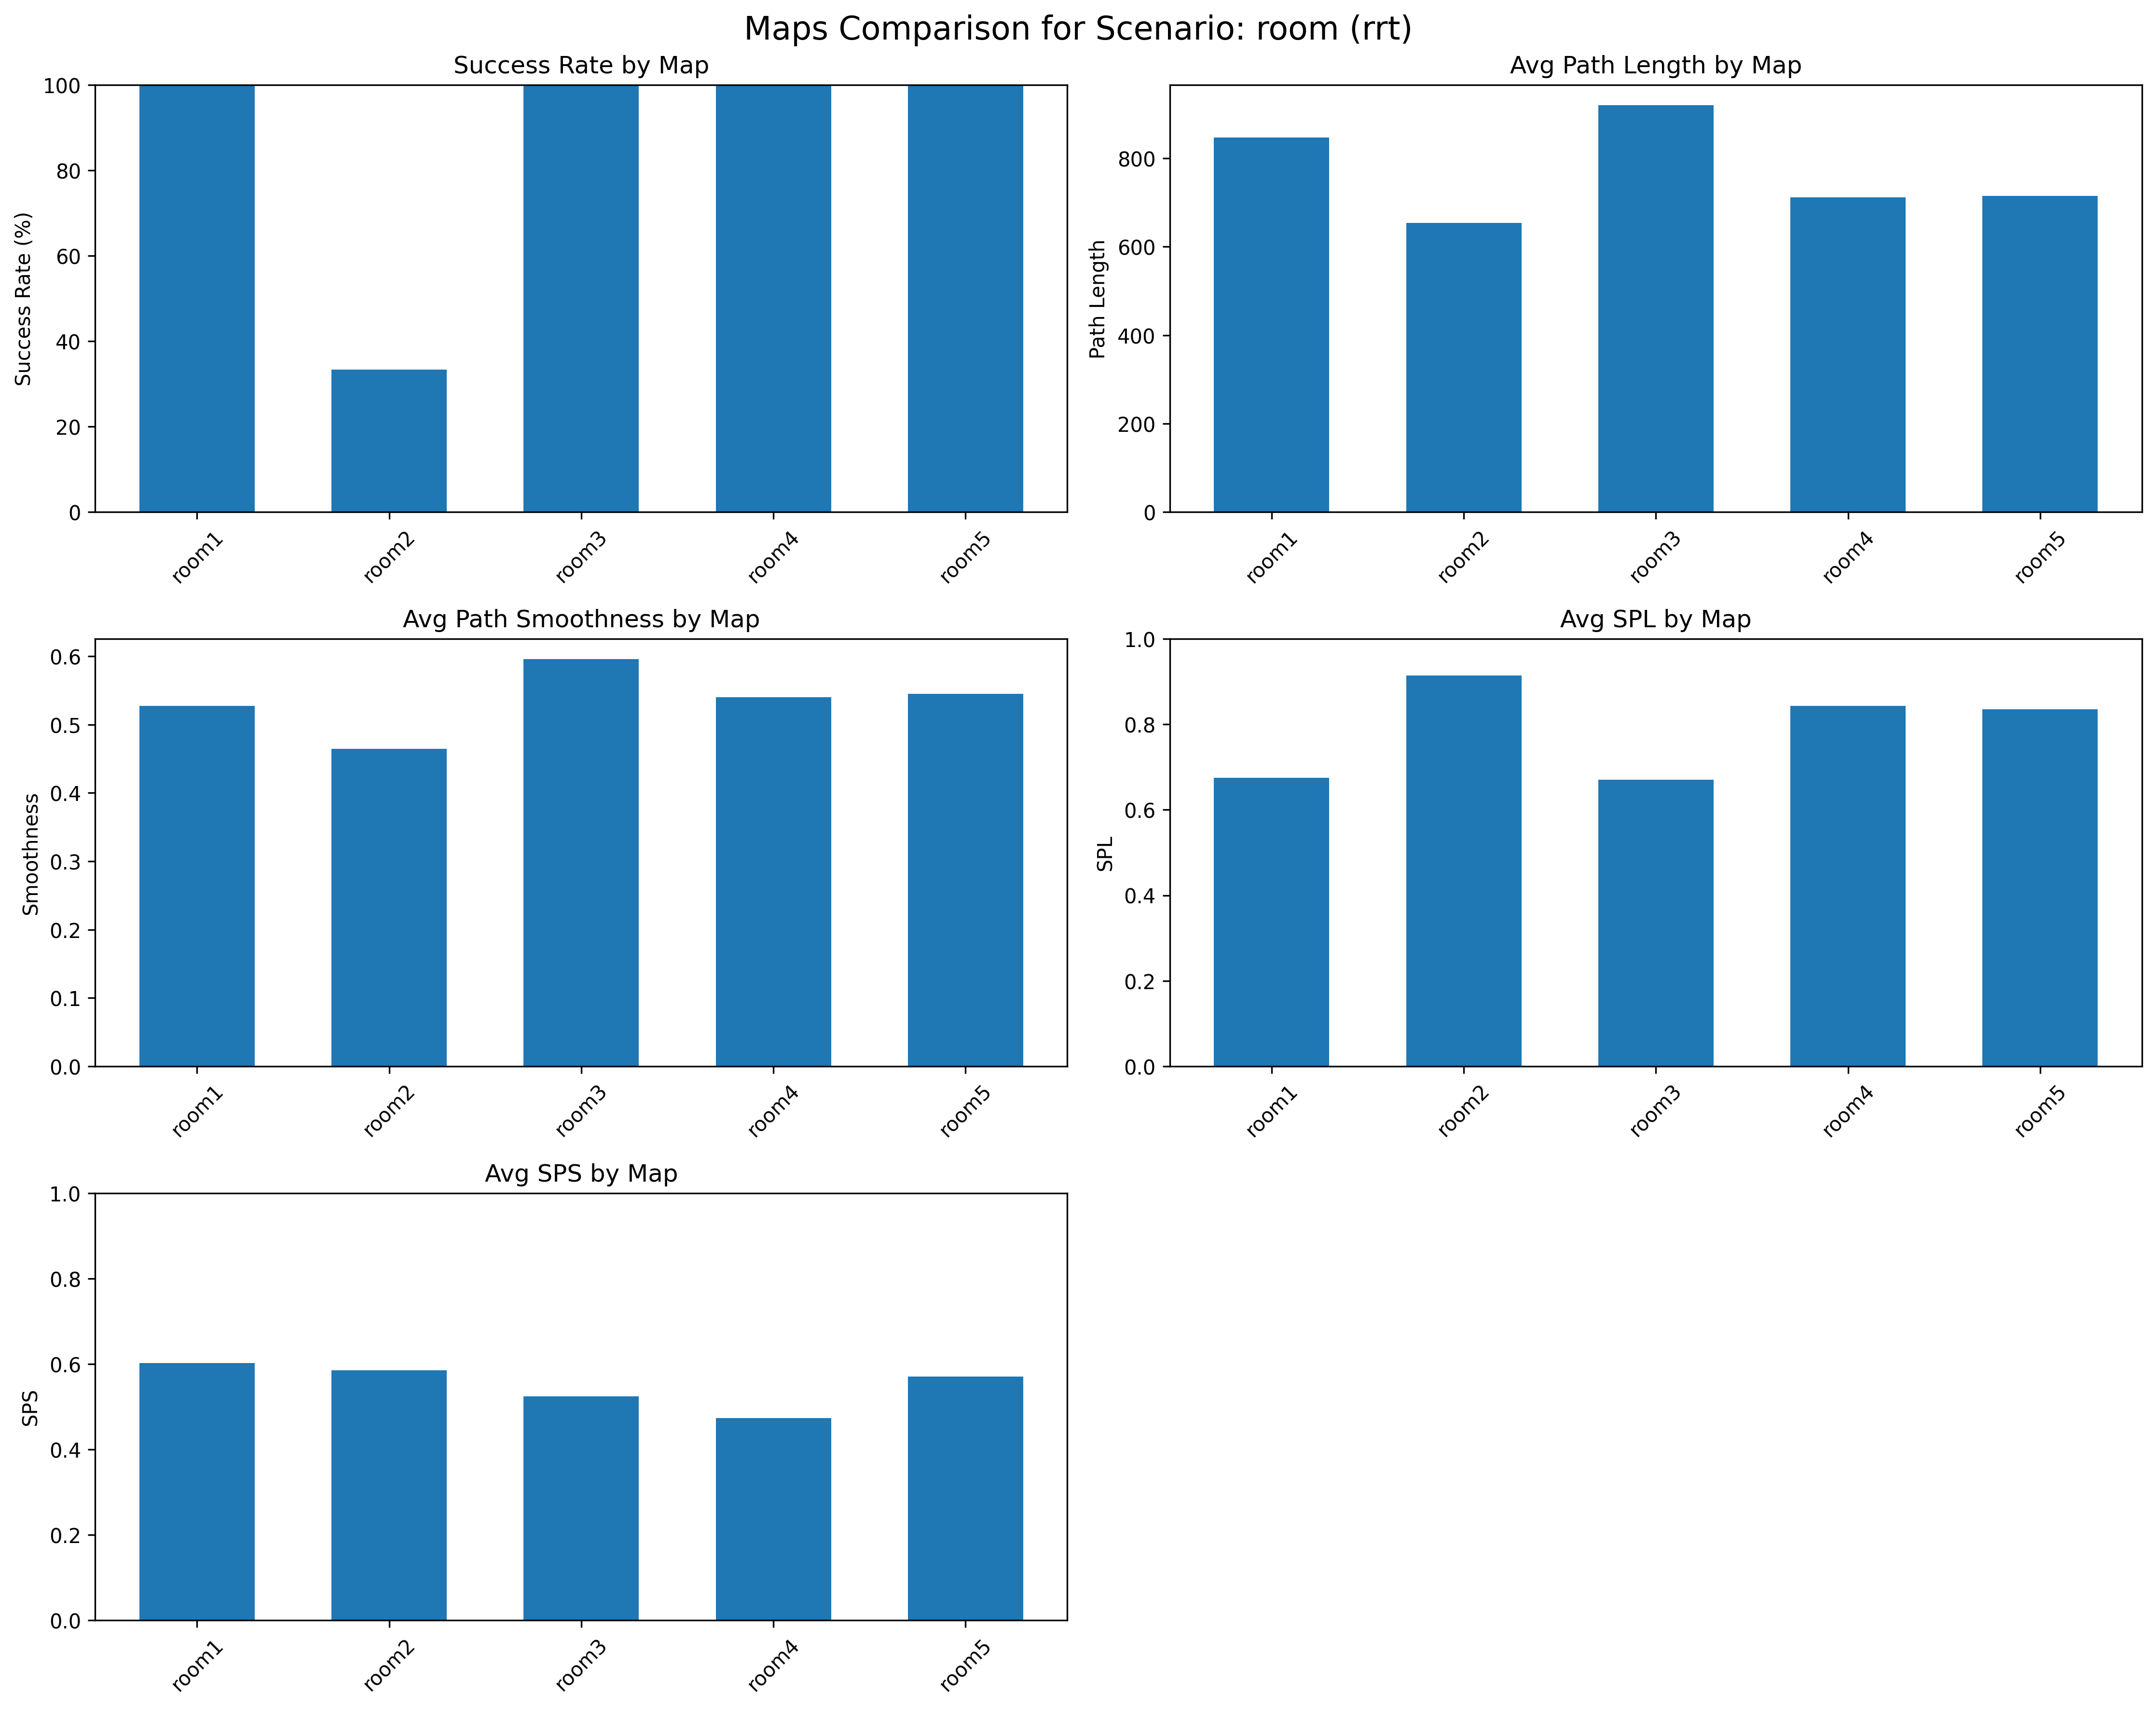 Maps Comparison for Scenario: room (rrt)
Success Rate by Map
Success Rate (%)
100
80
60
40
20
0
room1 room2 room3 room4 room5
Avg Path Length by Map
Path Length
800
600
400
200
0
room1 room2 room3 room4 room5
Avg Path Smoothness by Map
Smoothness
0.6
0.5
0.4
0.3
0.2
0.1
0.0
room1 room2 room3 room4 room5
Avg SPL by Map
SPL
1.0
0.8
0.6
0.4
0.2
0.0
room1 room2 room3 room4 room5
Avg SPS by Map
SPS
1.0
0.8
0.6
0.4
0.2
0.0
room1 room2 room3 room4 room5